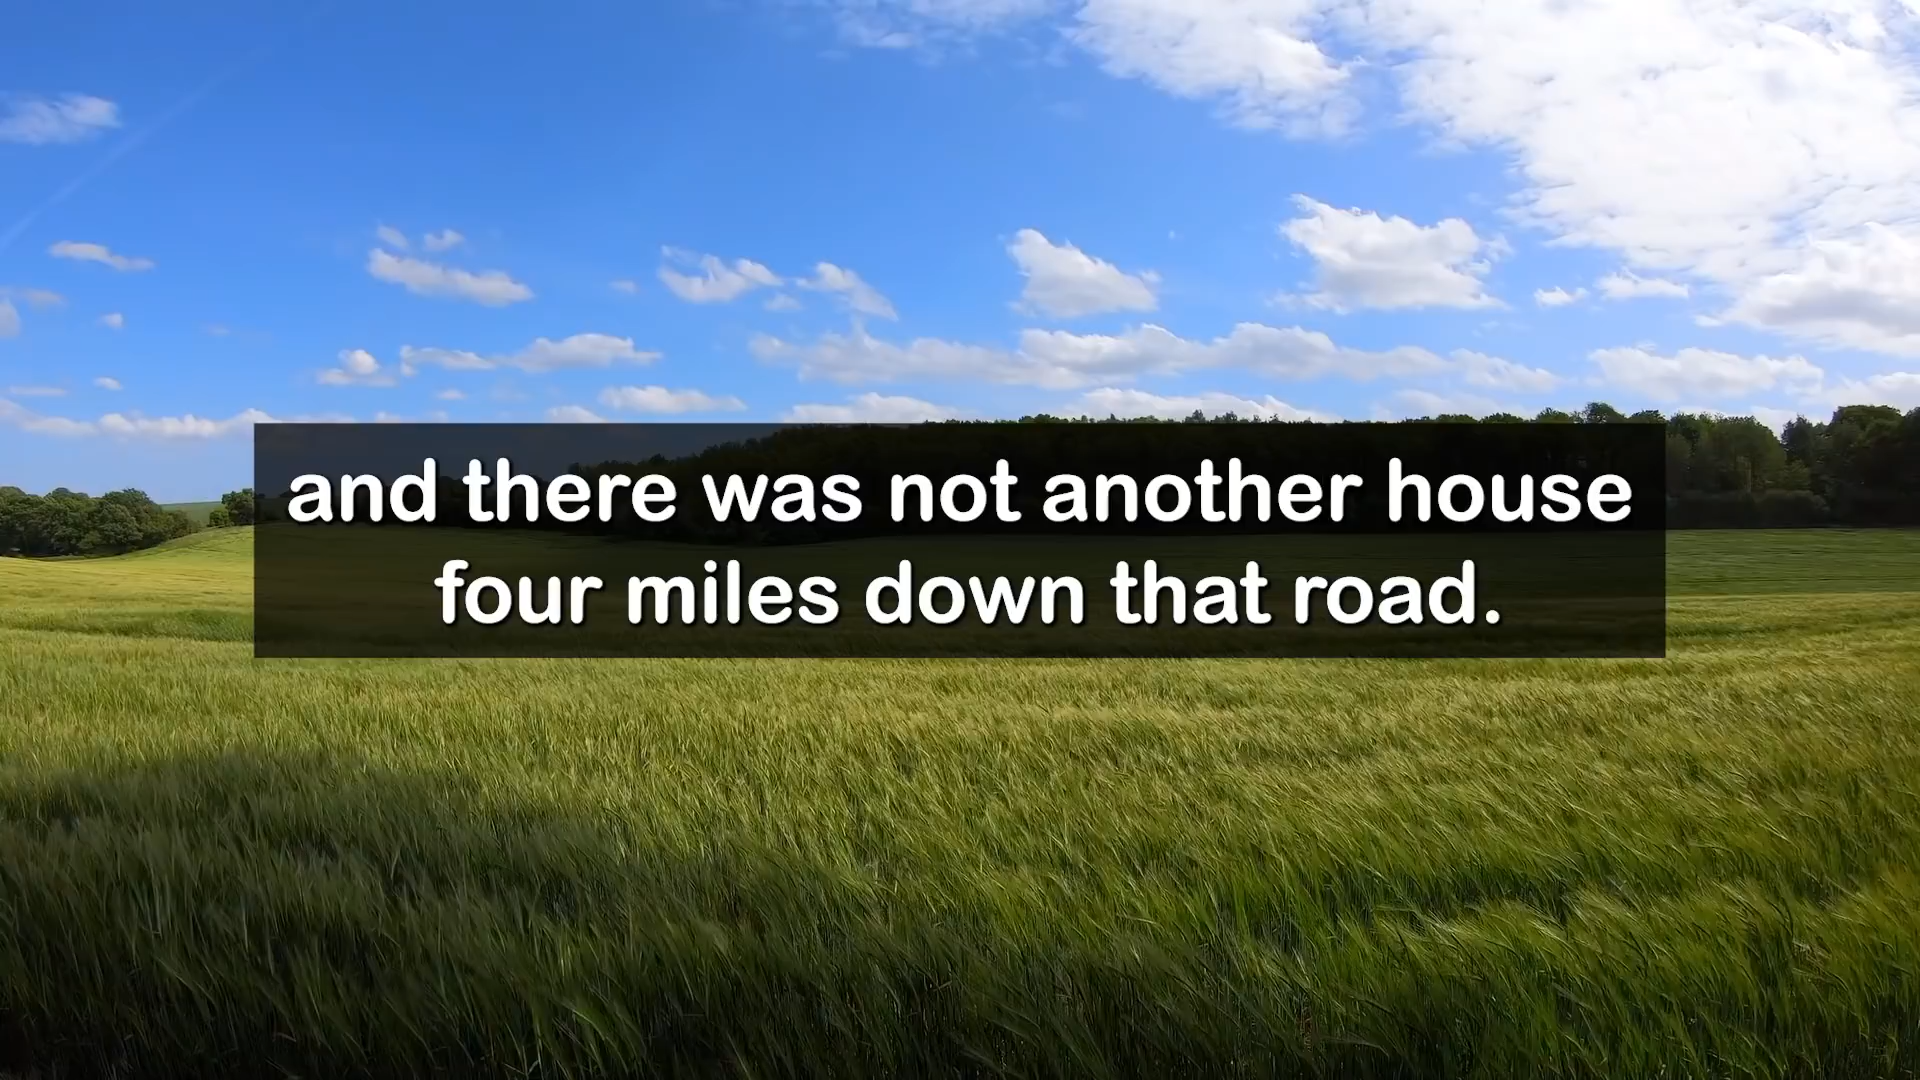 and there was not another house
four miles down that road.